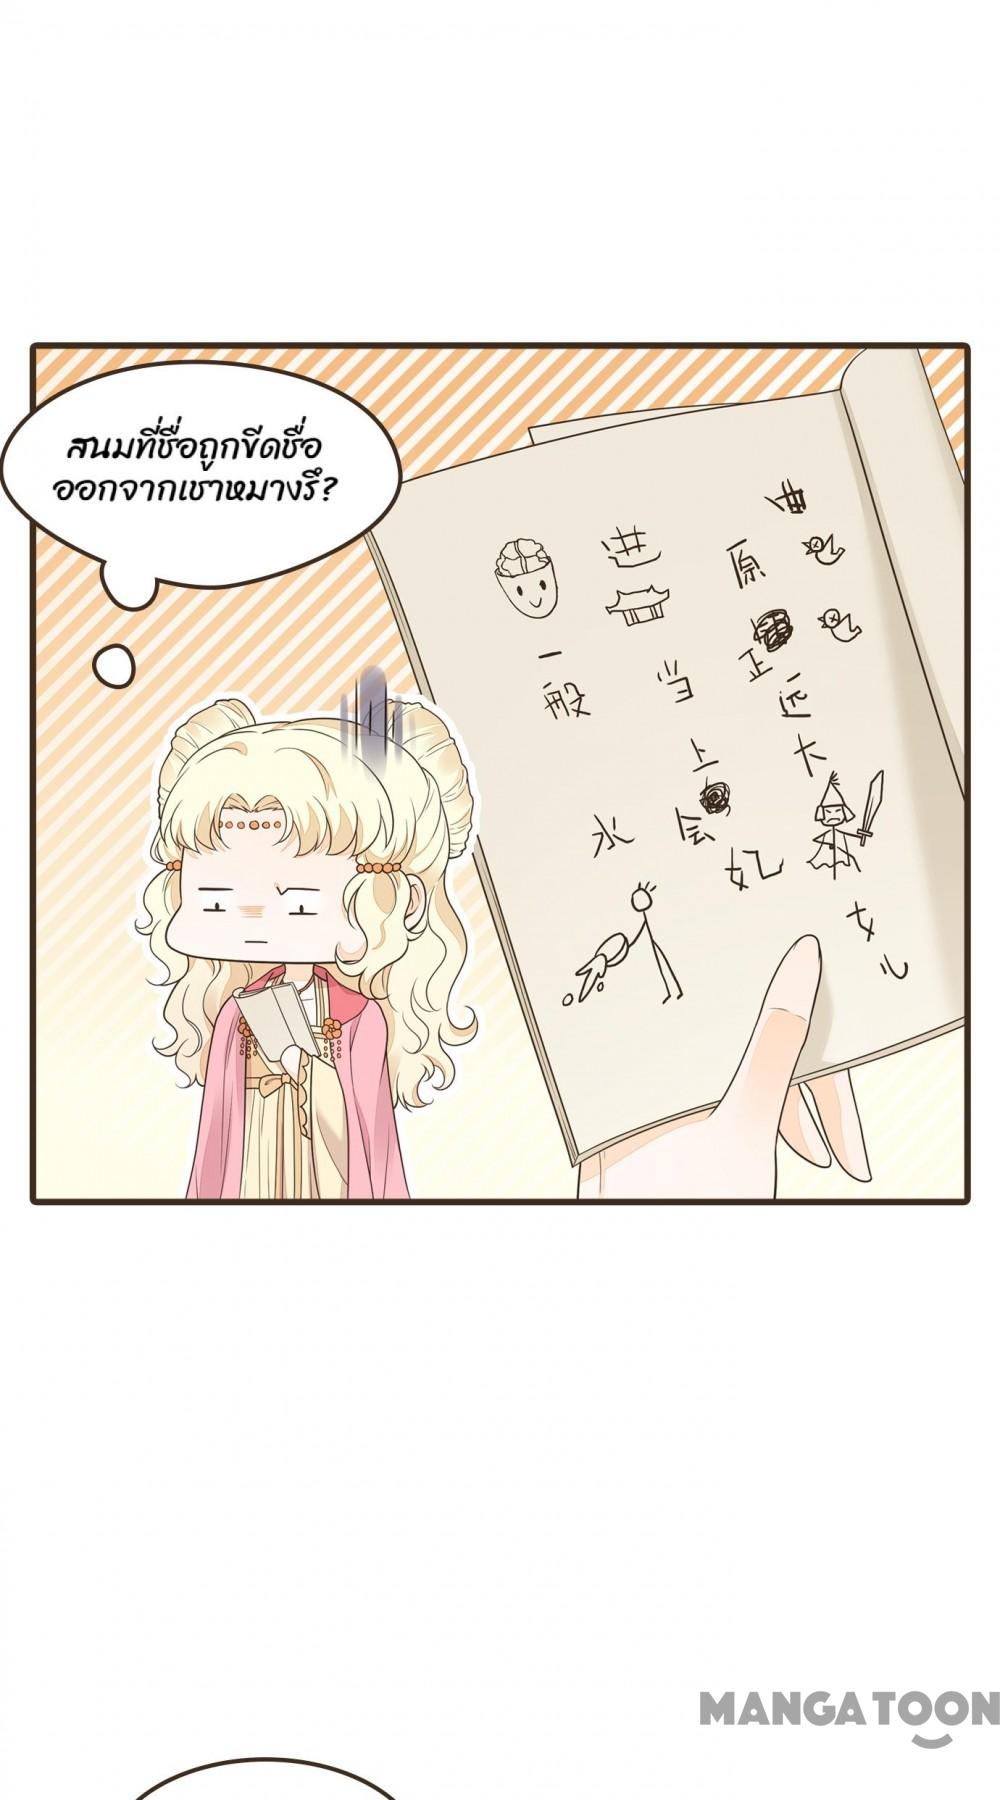 สนมที่ชื่อถูกขีดชื่อ
ออกจากเชาหมางรึ?
进
原
一
般
当
正
远
大
上
水
会
妃
女
儿
MANGATOON